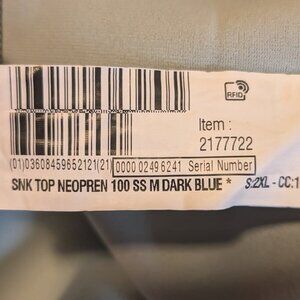 RFID
Item :
2177722
(01)03608459652121(21) 0000 0249 6241 Serial Number
SNK TOP NEOPREN 100 SS M DARK BLUE * S:2XL - CC:1